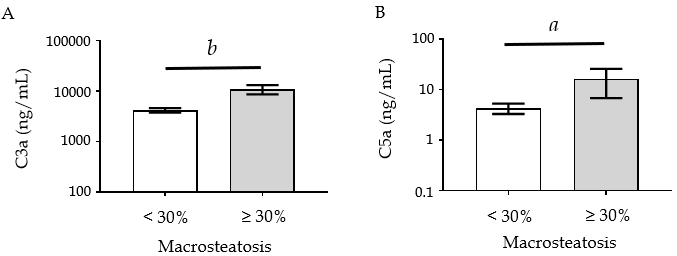 A
b
C3a (ng/mL)
100000
10000
1000
100
< 30%
≥ 30%
Macrosteatosis
B
a
C5a (ng/mL)
100
10
1
0.1
< 30%
≥ 30%
Macrosteatosis